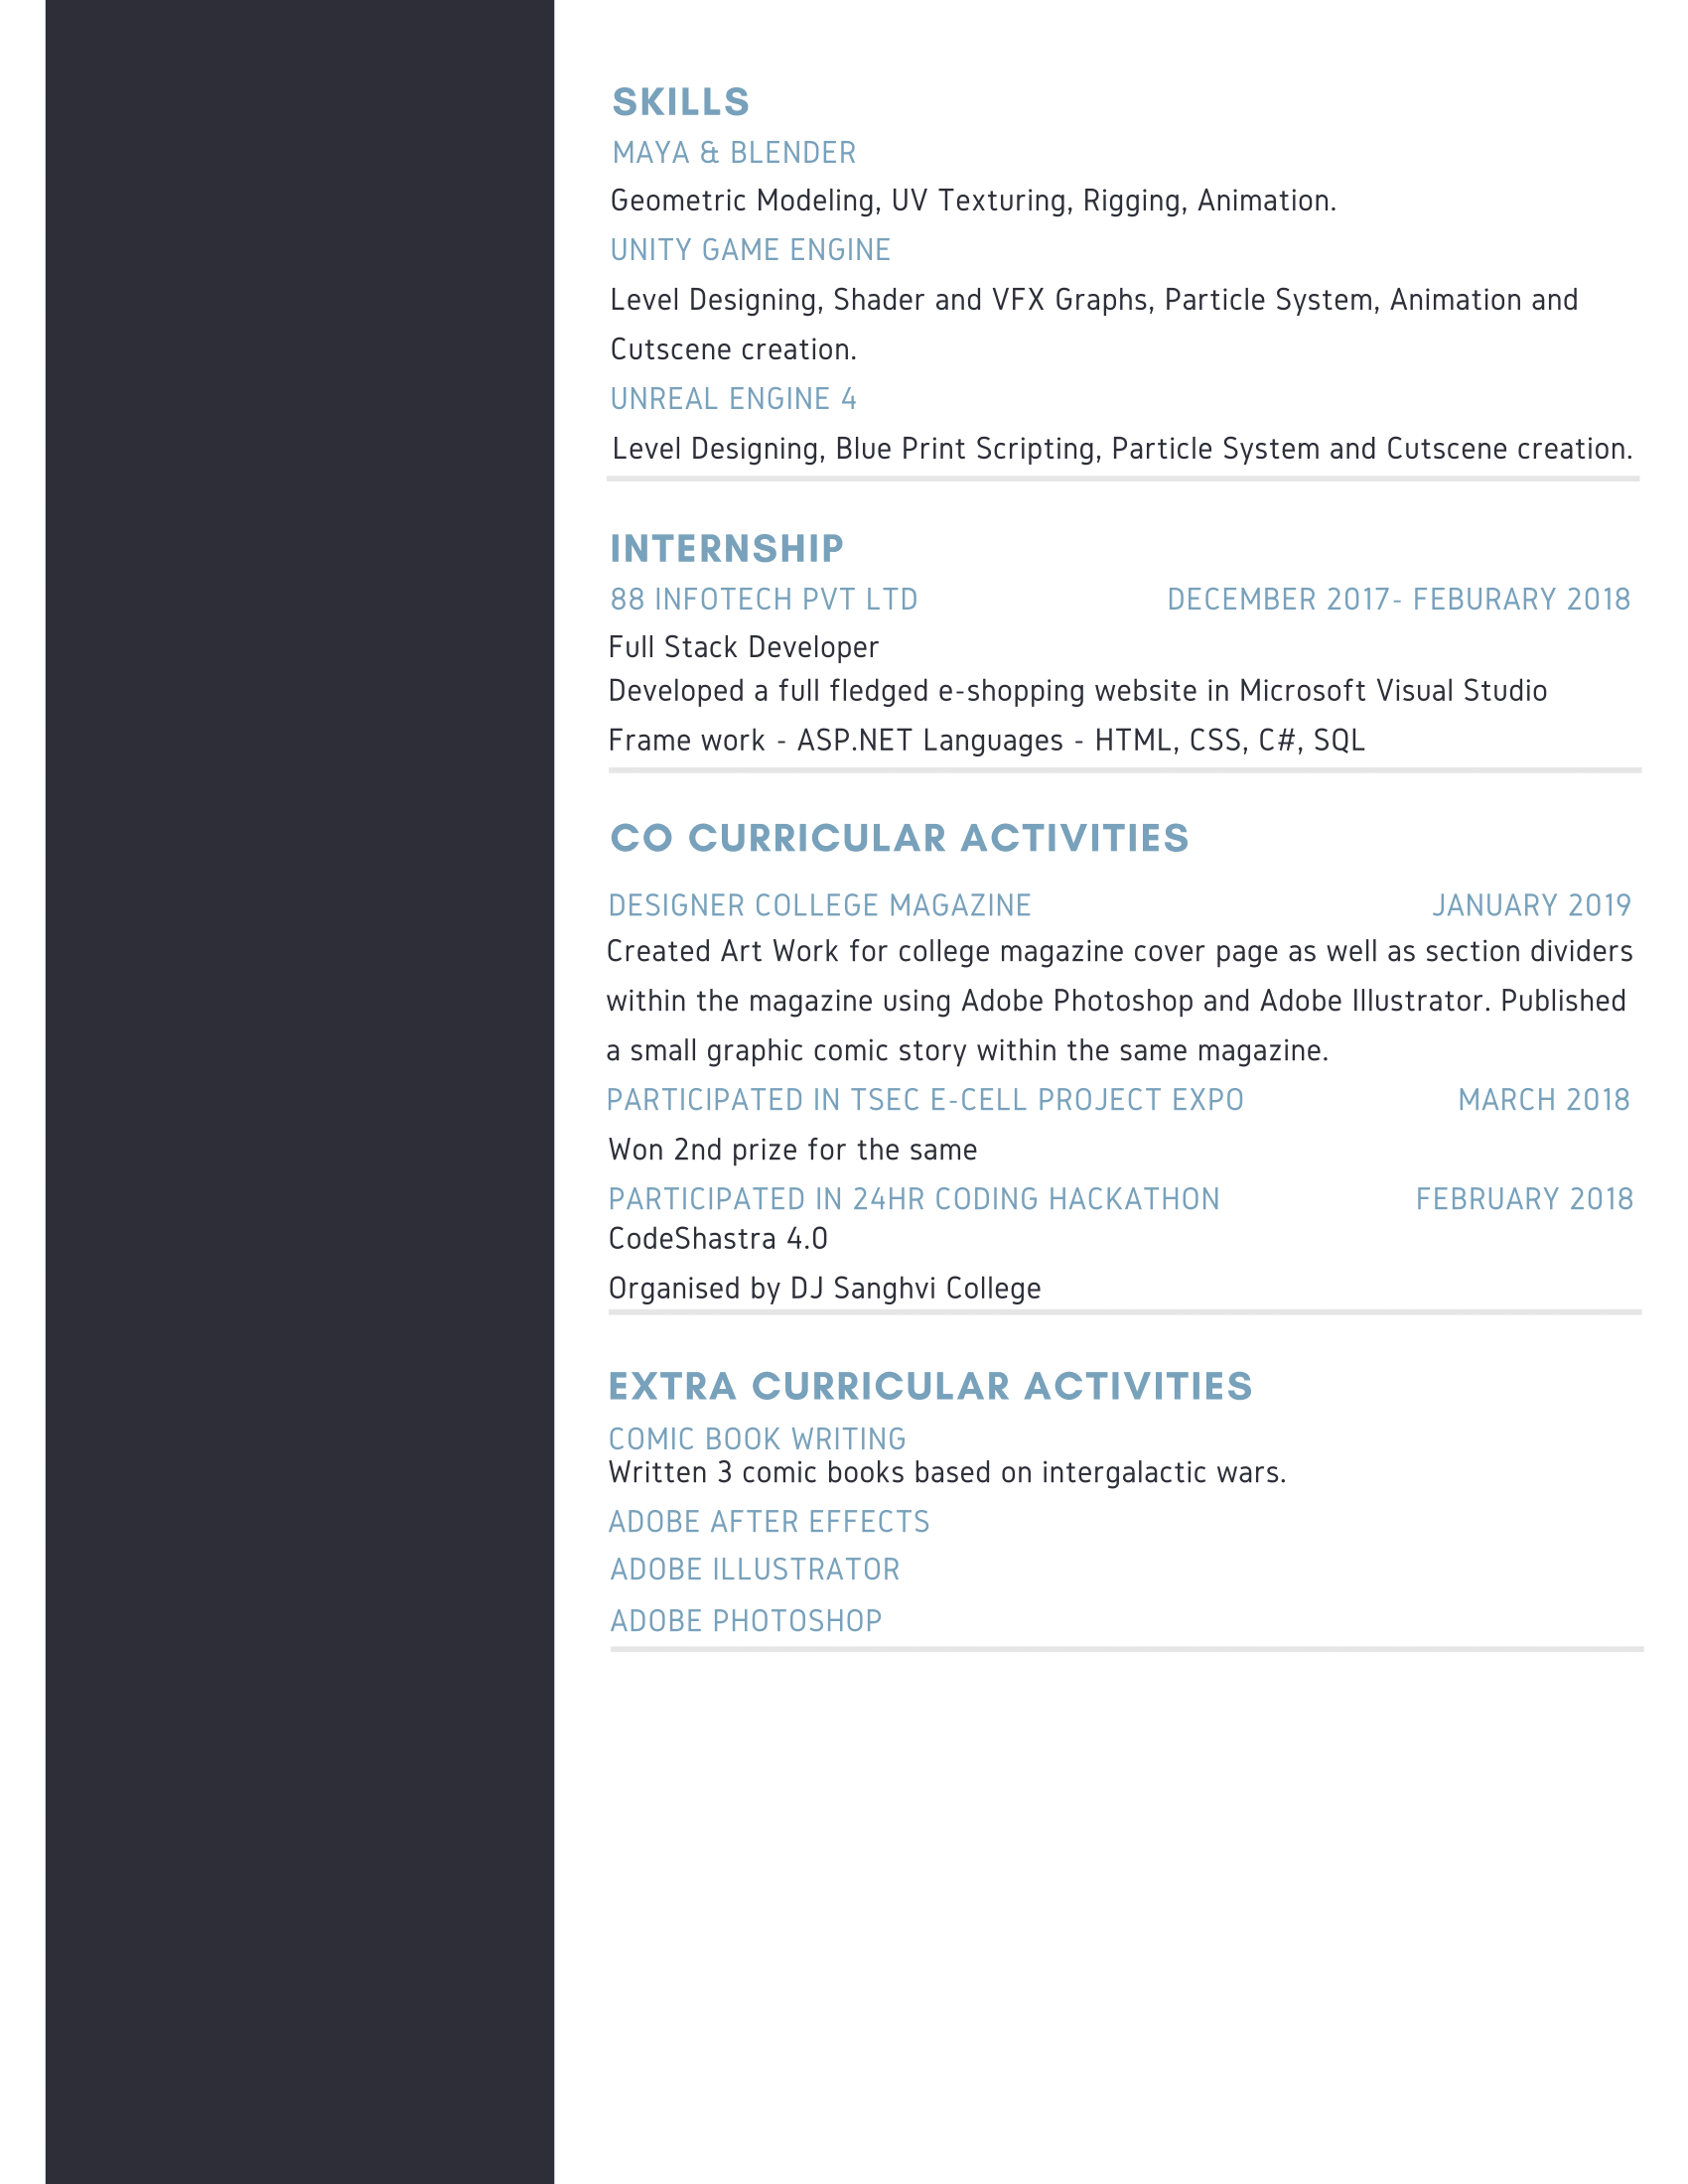 SKILLS
MAYA & BLENDER
Geometric Modeling, UV Texturing, Rigging, Animation.
UNITY GAME ENGINE
Level Designing, Shader and VFX Graphs, Particle System, Animation and
Cutscene creation.
UNREAL ENGINE 4
Level Designing, Blue Print Scripting, Particle System and Cutscene creation.
INTERNSHIP
88 INFOTECH PVT LTD DECEMBER 2017- FEBURARY 2018
Full Stack Developer
Developed a full fledged e-shopping website in Microsoft Visual Studio
Frame work - ASP.NET Languages - HTML, CSS, C#, SQL
CO CURRICULAR ACTIVITIES
DESIGNER COLLEGE MAGAZINE JANUARY 2019
Created Art Work for college magazine cover page as well as section dividers
within the magazine using Adobe Photoshop and Adobe Illustrator. Published
a small graphic comic story within the same magazine.
PARTICIPATED IN TSEC E-CELL PROJECT EXPO MARCH 2018
Won 2nd prize for the same
PARTICIPATED IN 24HR CODING HACKATHON FEBRUARY 2018
CodeShastra 4.0
Organised by DJ Sanghvi College
EXTRA CURRICULAR ACTIVITIES
COMIC BOOK WRITING
Written 3 comic books based on intergalactic wars.
ADOBE AFTER EFFECTS
ADOBE ILLUSTRATOR
ADOBE PHOTOSHOP